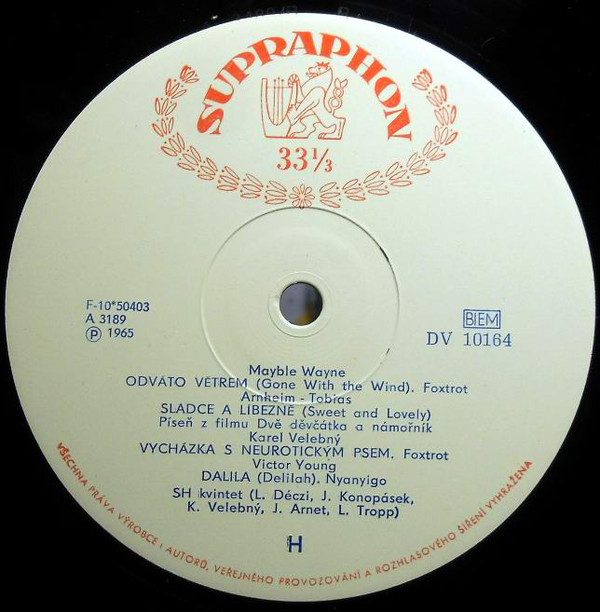 SUPRAPHON
33⅓
F-10*50403
A 3189
Ⓟ 1965
BIEM
DV 10164
Mayble Wayne
ODVÁTO VĚTREM (Gone With the Wind). Foxtrot
Arnheim - Tobias
SLADCE A LÍBEZNĚ (Sweet and Lovely)
Píseň z filmu Dvě děvčátka a námořník
Karel Velebný
VYCHÁZKA S NEUROTICKÝM PSEM. Foxtrot
Victor Young
DALILA (Delilah). Nyanyigo
SH kvintet (L. Déczi, J. Konopásek,
K. Velebný, J. Arnet, L. Tropp)
H
VŠECHNA PRÁVA VÝROBCE I AUTORŮ, VEŘEJNÉHO PROVOZOVÁNÍ A ROZHLASOVÉHO ŠÍŘENÍ VYHRAŽENA